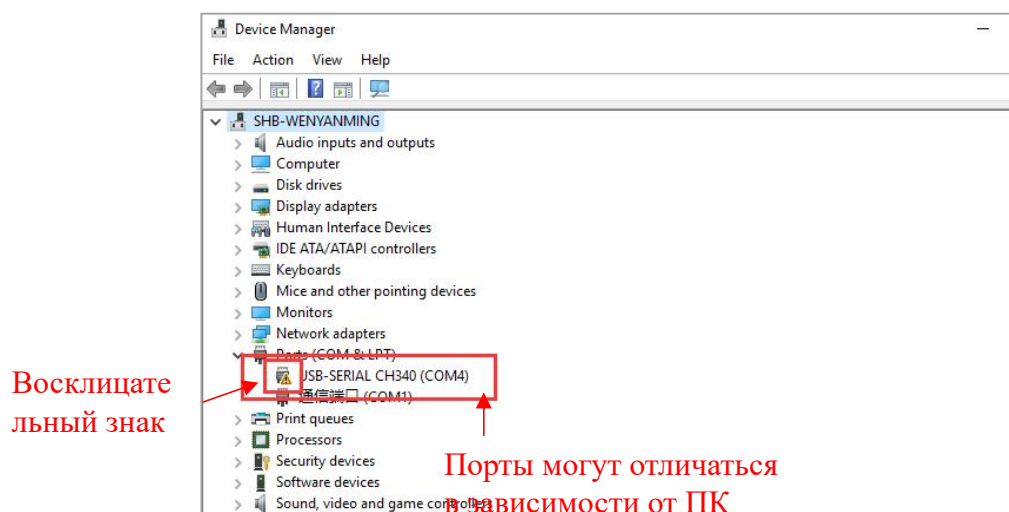 Device Manager
File Action View Help
SHB-WENYANMING
Audio inputs and outputs
Computer
Disk drives
Display adapters
Human Interface Devices
IDE ATA/ATAPI controllers
Keyboards
Mice and other pointing devices
Monitors
Network adapters
Ports (COM & LPT)
USB-SERIAL CH340 (COM4)
通信端口 (COM1)
Print queues
Processors
Security devices
Software devices
Sound, video and game controllers
Восклицате
льный знак
Порты могут отличаться
в зависимости от ПК